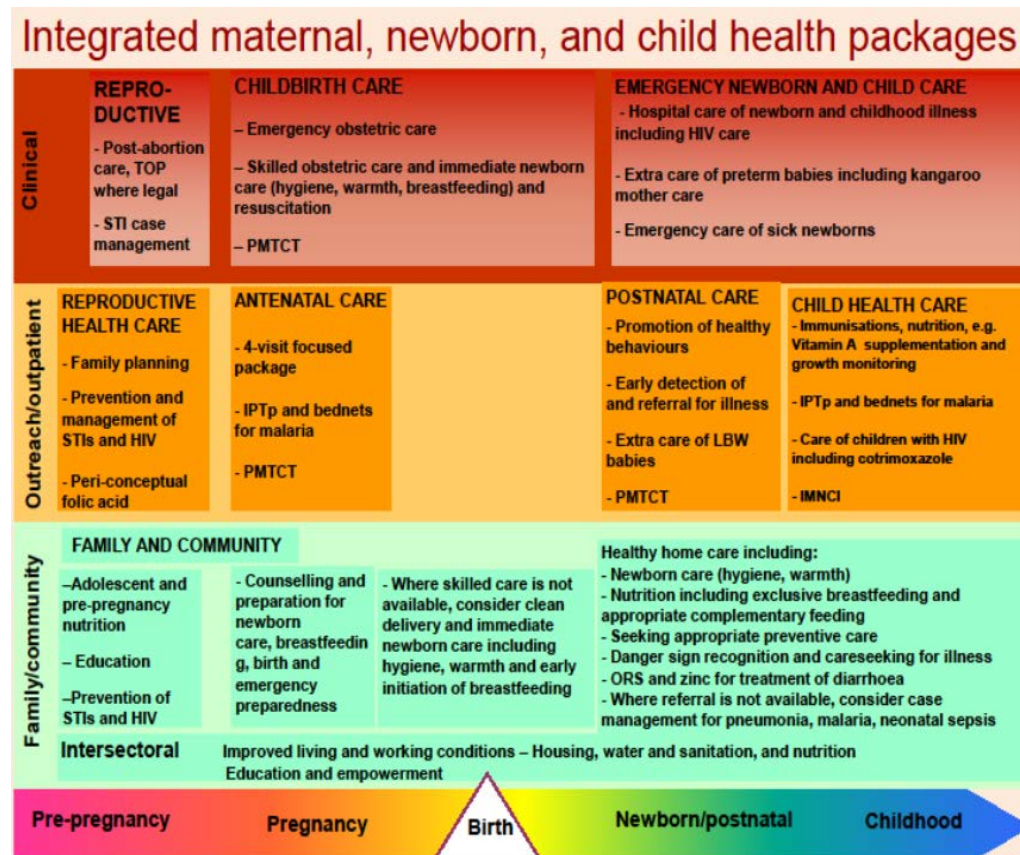 Integrated maternal, newborn, and child health packages
Clinical
REPRO-
DUCTIVE
- Post-abortion
care, TOP
where legal
- STI case
management
CHILDBIRTH CARE
– Emergency obstetric care
– Skilled obstetric care and immediate newborn
care (hygiene, warmth, breastfeeding) and
resuscitation
– PMTCT
EMERGENCY NEWBORN AND CHILD CARE
- Hospital care of newborn and childhood illness
including HIV care
- Extra care of preterm babies including kangaroo
mother care
- Emergency care of sick newborns
Outreach/outpatient
REPRODUCTIVE
HEALTH CARE
- Family planning
- Prevention and
management of
STIs and HIV
- Peri-conceptual
folic acid
ANTENATAL CARE
- 4-visit focused
package
- IPTp and bednets
for malaria
- PMTCT
POSTNATAL CARE
- Promotion of healthy
behaviours
- Early detection of
and referral for illness
- Extra care of LBW
babies
- PMTCT
CHILD HEALTH CARE
- Immunisations, nutrition, e.g.
Vitamin A supplementation and
growth monitoring
- IPTp and bednets for malaria
- Care of children with HIV
including cotrimoxazole
- IMNCI
Family/community
FAMILY AND COMMUNITY
–Adolescent and
pre-pregnancy
nutrition
– Education
–Prevention of
STIs and HIV
- Counselling and
preparation for
newborn
care, breastfeedin
g, birth and
emergency
preparedness
- Where skilled care is not
available, consider clean
delivery and immediate
newborn care including
hygiene, warmth and early
initiation of breastfeeding
Healthy home care including:
- Newborn care (hygiene, warmth)
- Nutrition including exclusive breastfeeding and
appropriate complementary feeding
- Seeking appropriate preventive care
- Danger sign recognition and careseeking for illness
- ORS and zinc for treatment of diarrhoea
- Where referral is not available, consider case
management for pneumonia, malaria, neonatal sepsis
Intersectoral
Improved living and working conditions – Housing, water and sanitation, and nutrition
Education and empowerment
Pre-pregnancy
Pregnancy
Birth
Newborn/postnatal
Childhood